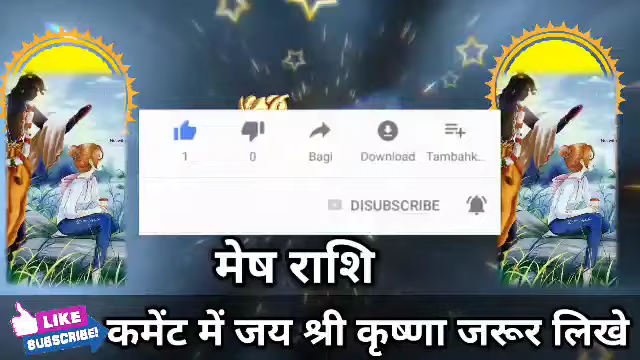 1 0 Bagi Download Tambahk...
DISUBSCRIBE
मेष राशि
LIKE
SUBSCRIBE!
कमेंट में जय श्री कृष्णा जरूर लिखे